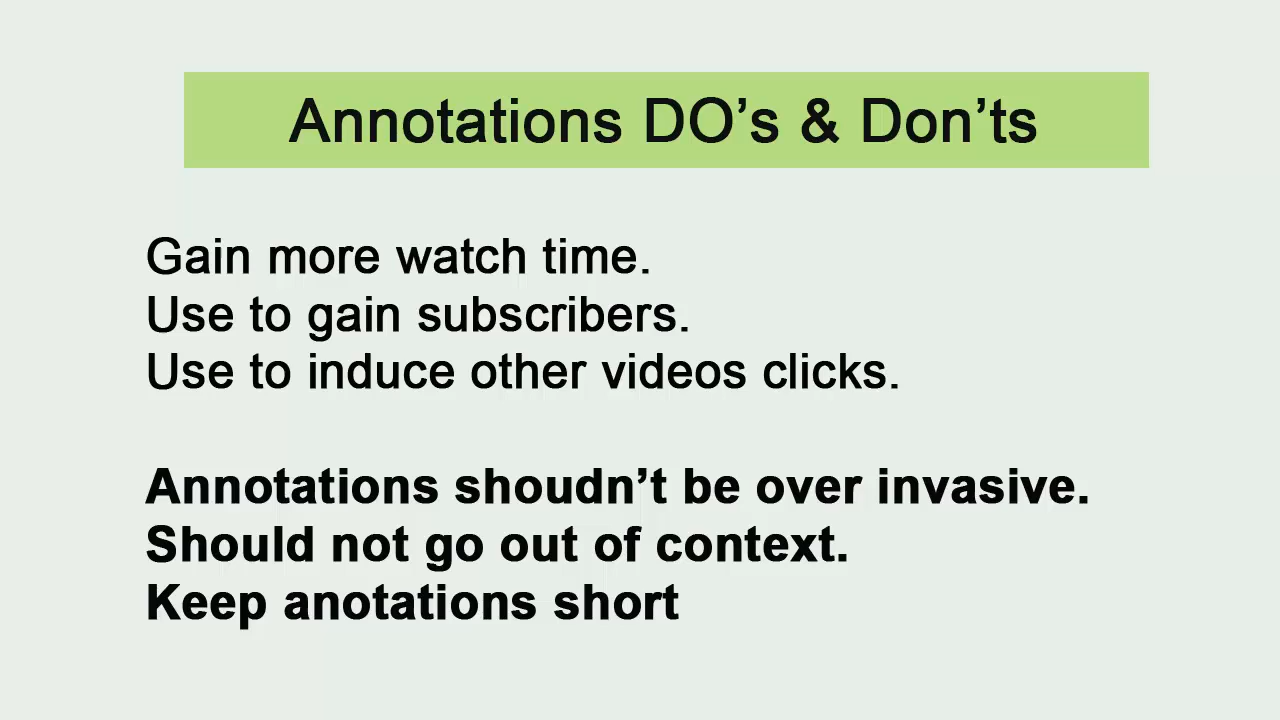 Annotations DO’s & Don’ts
Gain more watch time.
Use to gain subscribers.
Use to induce other videos clicks.
Annotations shoudn’t be over invasive.
Should not go out of context.
Keep anotations short